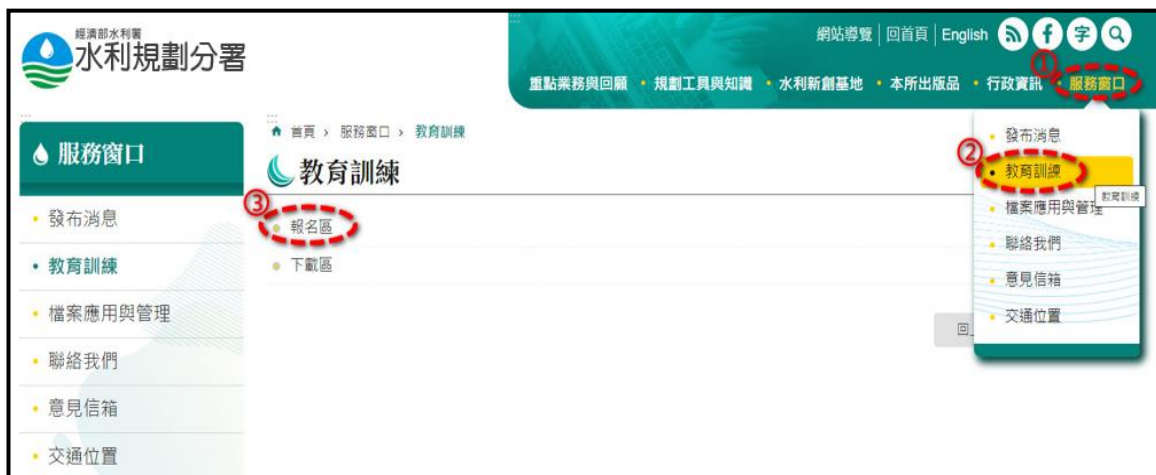 經濟部水利署
水利規劃分署
網站導覽 | 回首頁 | English
字
①
重點業務與回顧 • 規劃工具與知識 • 水利新創基地 • 本所出版品 • 行政資訊 • 服務窗口
服務窗口
• 發布消息
• 教育訓練
• 檔案應用與管理
• 聯絡我們
• 意見信箱
• 交通位置
首頁 › 服務窗口 › 教育訓練
教育訓練
③
• 報名區
• 下載區
回
• 發布消息
②
• 教育訓練
教育訓練
• 檔案應用與管理
• 聯絡我們
• 意見信箱
• 交通位置